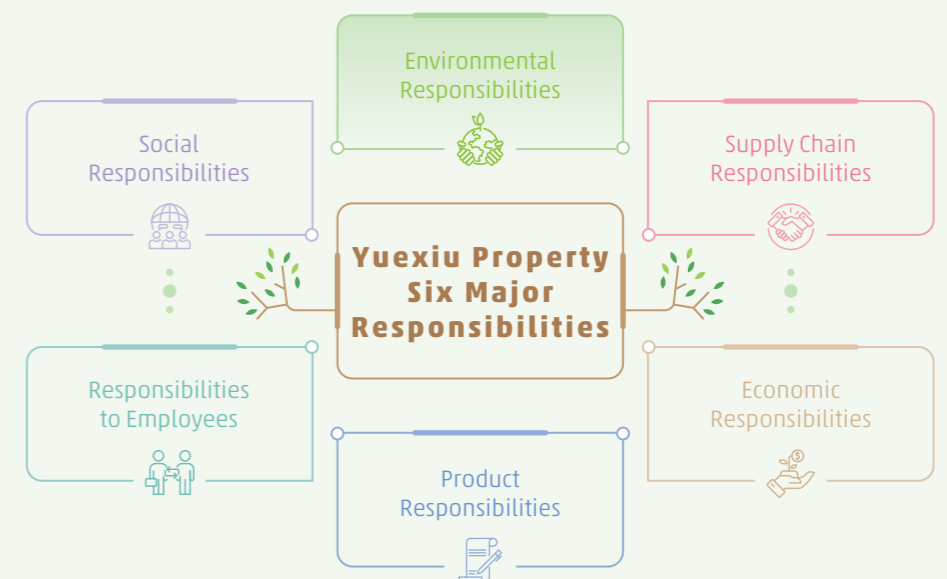 Environmental
Responsibilities
Social
Responsibilities
Supply Chain
Responsibilities
Yuexiu Property
Six Major
Responsibilities
Responsibilities
to Employees
Economic
Responsibilities
Product
Responsibilities